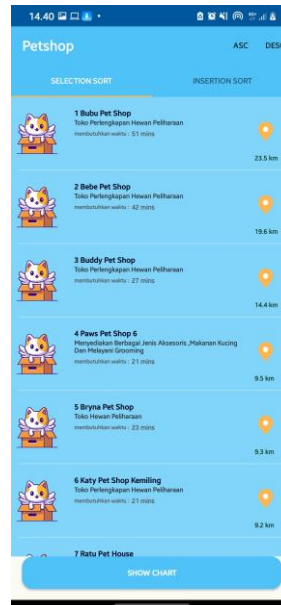 14.40
Petshop ASC DES
SELECTION SORT INSERTION SORT
1 Bubu Pet Shop
Toko Perlengkapan Hewan Peliharaan
membutuhkan waktu : 51 mins
23.5 km
2 Bebe Pet Shop
Toko Perlengkapan Hewan Peliharaan
membutuhkan waktu : 42 mins
19.6 km
3 Buddy Pet Shop
Toko Perlengkapan Hewan Peliharaan
membutuhkan waktu : 27 mins
14.4 km
4 Paws Pet Shop 6
Menyediakan Berbagai Jenis Aksesoris ,Makanan Kucing
Dan Melayani Grooming
membutuhkan waktu : 21 mins
9.5 km
5 Bryna Pet Shop
Toko Hewan Peliharaan
membutuhkan waktu : 23 mins
9.3 km
6 Katy Pet Shop Kemiling
Toko Perlengkapan Hewan Peliharaan
membutuhkan waktu : 21 mins
9.2 km
7 Ratu Pet House
SHOW CHART